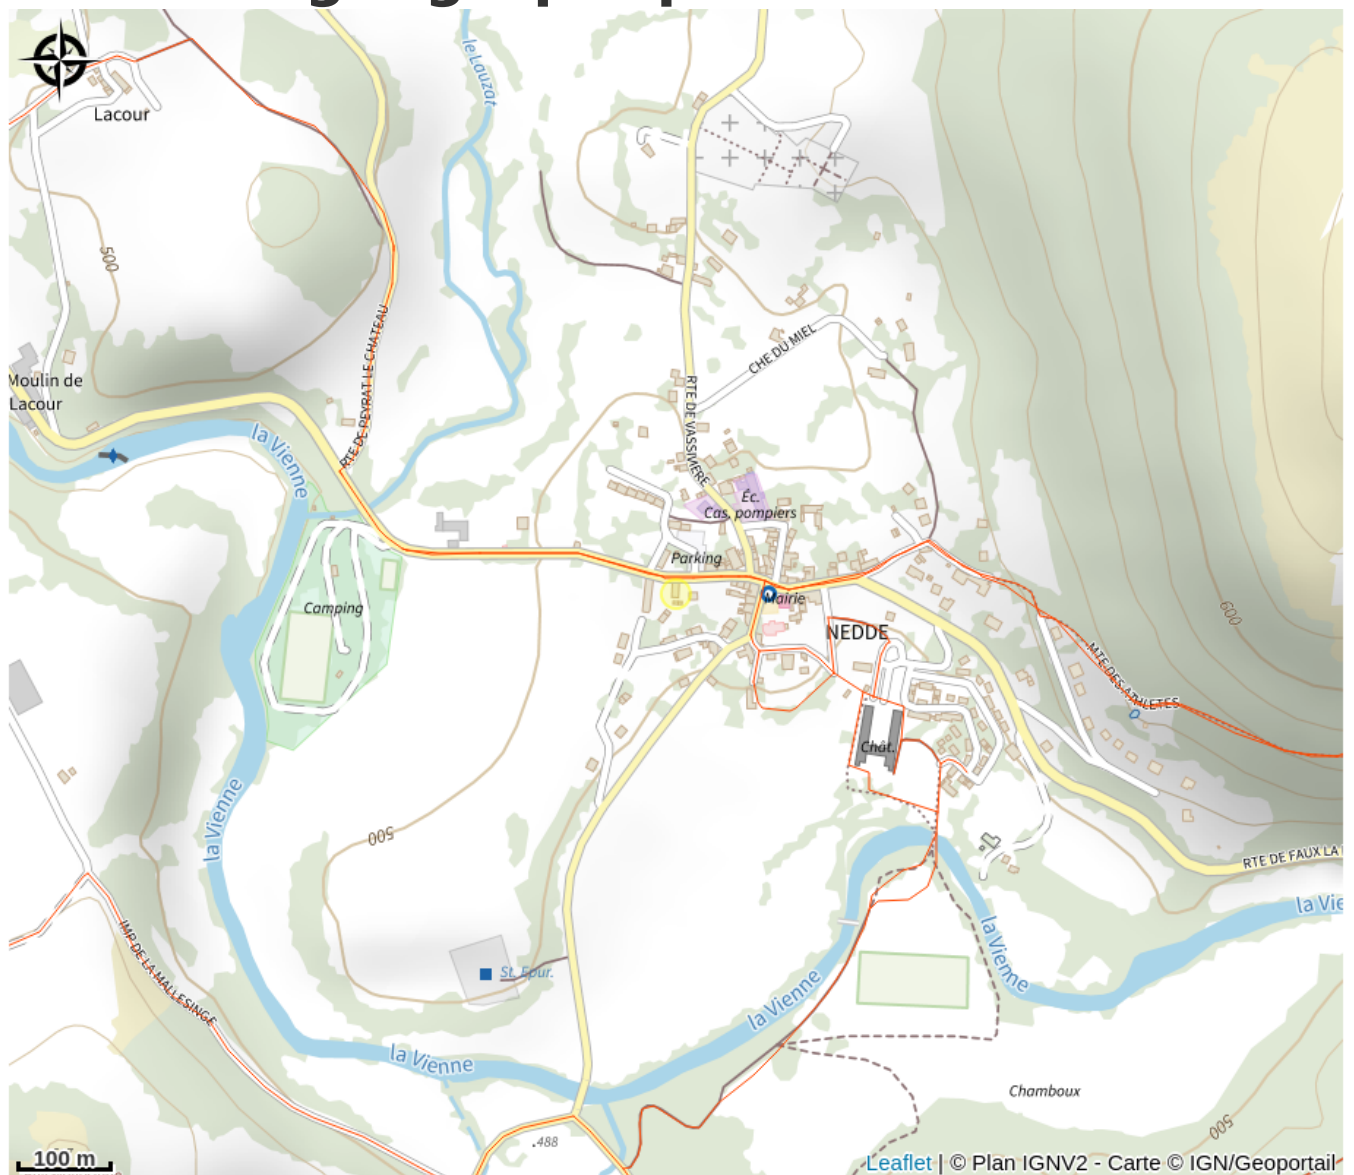 le Lauzat
Lacour
500
RTE DE PEYRAT LE CHATEAU
CHE DU MIEL
Moulin de
Lacour
RTE DE VASSIVIERE
la Vienne
Éc.
Cas. pompiers
Parking
Camping
Mairie
NEDDE
600
MTE DES ATHLETES
Chât.
la Vienne
500
RTE DE FAUX LA
la Vie
IMP. DE LA MALLESINGE
St. Epur.
la Vienne
la Vienne
la Vienne
Chamboux
500
.488
100 m
Leaflet | © Plan IGNV2 - Carte © IGN/Geoportail